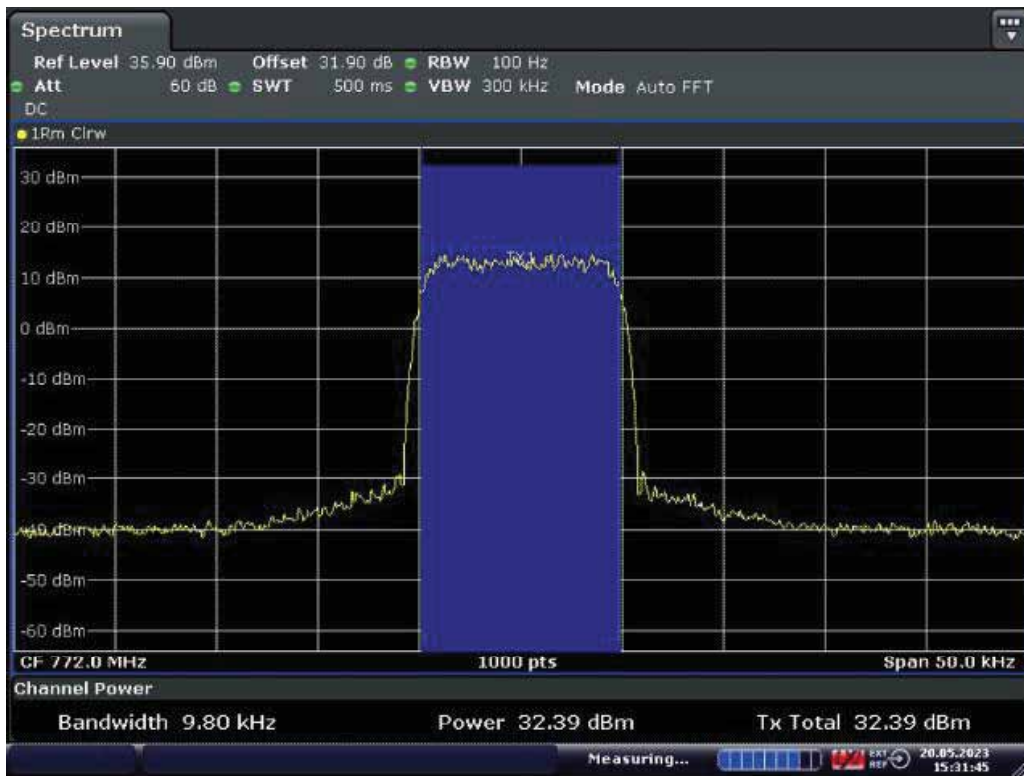 Spectrum
Ref Level 35.90 dBm Offset 31.90 dB RBW 100 Hz
Att 60 dB SWT 500 ms VBW 300 kHz Mode Auto FFT
DC
1Rm Clrw
30 dBm
20 dBm
10 dBm
0 dBm
-10 dBm
-20 dBm
-30 dBm
-40 dBm
-50 dBm
-60 dBm
CF 772.0 MHz 1000 pts Span 50.0 kHz
Channel Power
Bandwidth 9.80 kHz Power 32.39 dBm Tx Total 32.39 dBm
Measuring... EXT REF 20.05.2023
15:31:45